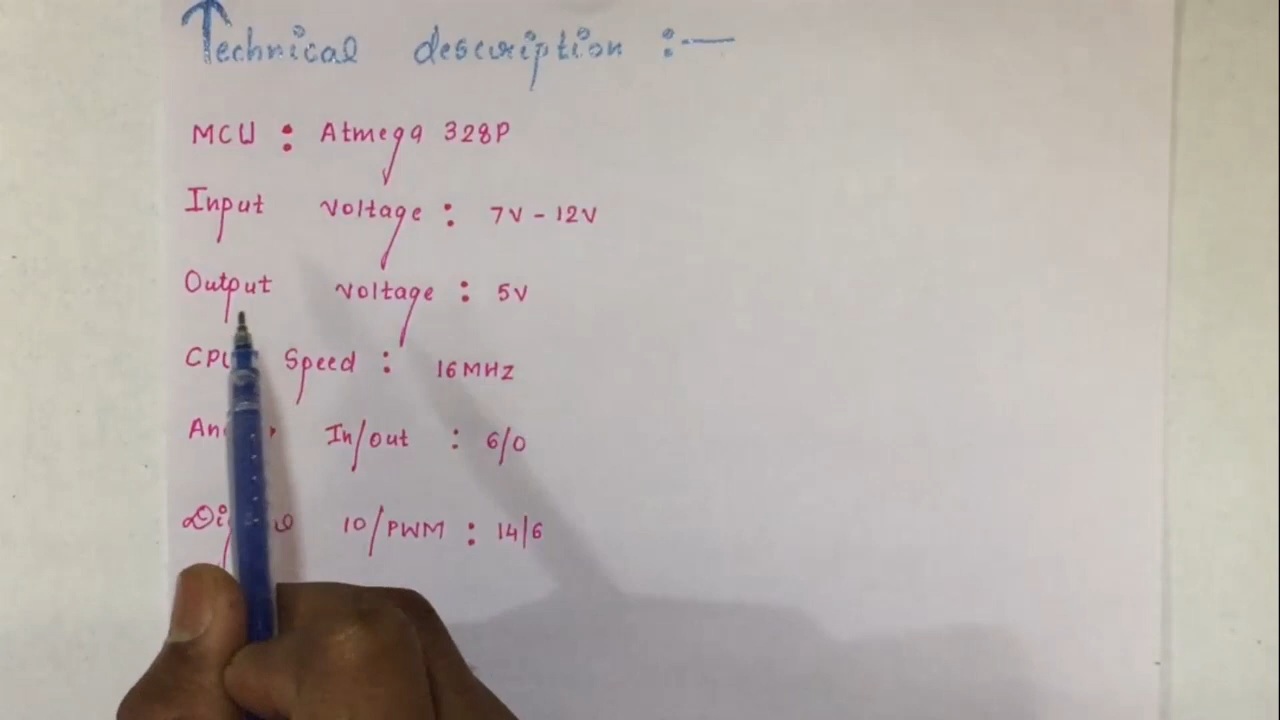 Technical description :-
MCU : Atmega 328P
Input voltage : 7V - 12V
Output voltage : 5V
CPU Speed : 16MHZ
In/out : 6/0
IO/PWM : 14/6